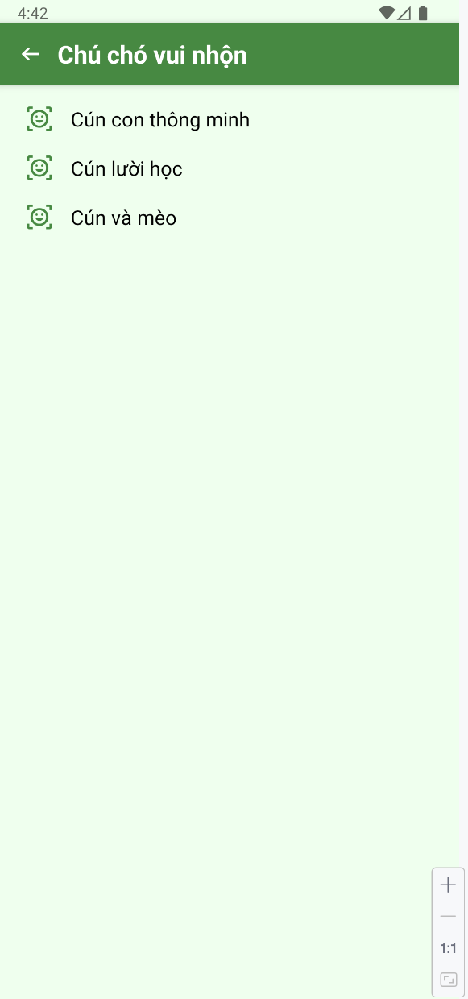 4:42
Chú chó vui nhộn
Cún con thông minh
Cún lười học
Cún và mèo
1:1